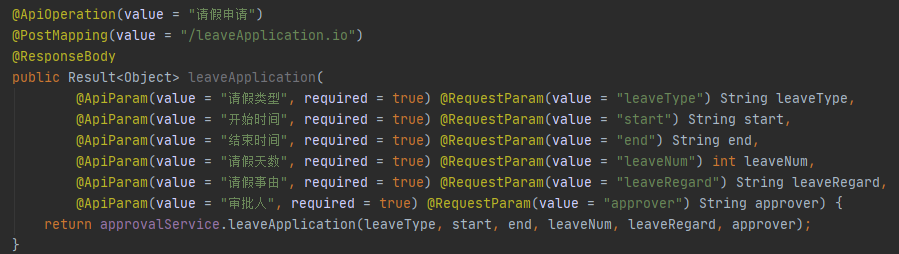 @ApiOperation(value = "请假申请")
@PostMapping(value = "/leaveApplication.io")
@ResponseBody
public Result<Object> leaveApplication(
        @ApiParam(value = "请假类型", required = true) @RequestParam(value = "leaveType") String leaveType,
        @ApiParam(value = "开始时间", required = true) @RequestParam(value = "start") String start,
        @ApiParam(value = "结束时间", required = true) @RequestParam(value = "end") String end,
        @ApiParam(value = "请假天数", required = true) @RequestParam(value = "leaveNum") int leaveNum,
        @ApiParam(value = "请假事由", required = true) @RequestParam(value = "leaveRegard") String leaveRegard,
        @ApiParam(value = "审批人", required = true) @RequestParam(value = "approver") String approver) {
    return approvalService.leaveApplication(leaveType, start, end, leaveNum, leaveRegard, approver);
}